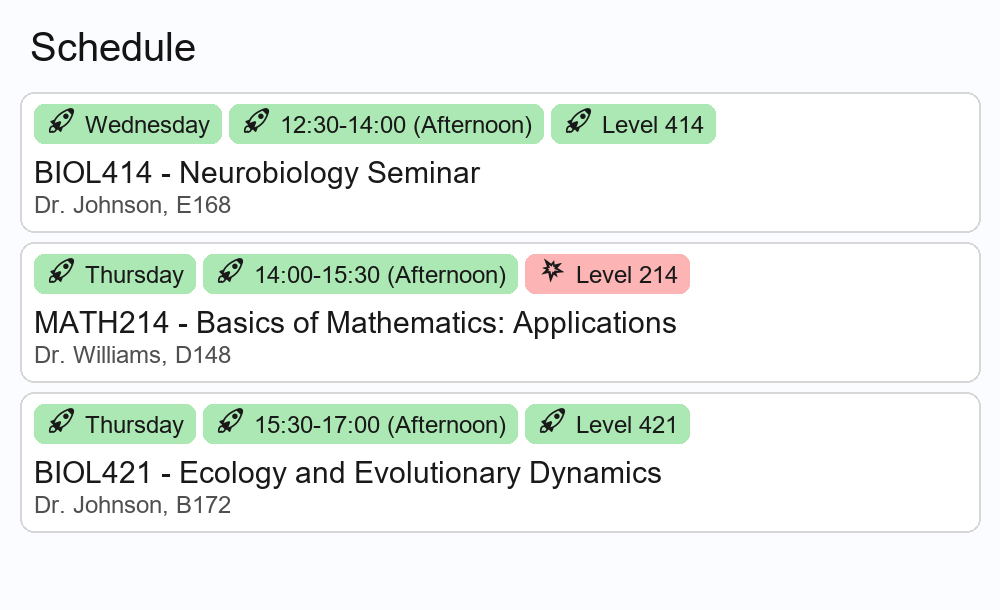 Schedule
Wednesday 12:30-14:00 (Afternoon) Level 414
BIOL414 - Neurobiology Seminar
Dr. Johnson, E168
Thursday 14:00-15:30 (Afternoon) Level 214
MATH214 - Basics of Mathematics: Applications
Dr. Williams, D148
Thursday 15:30-17:00 (Afternoon) Level 421
BIOL421 - Ecology and Evolutionary Dynamics
Dr. Johnson, B172